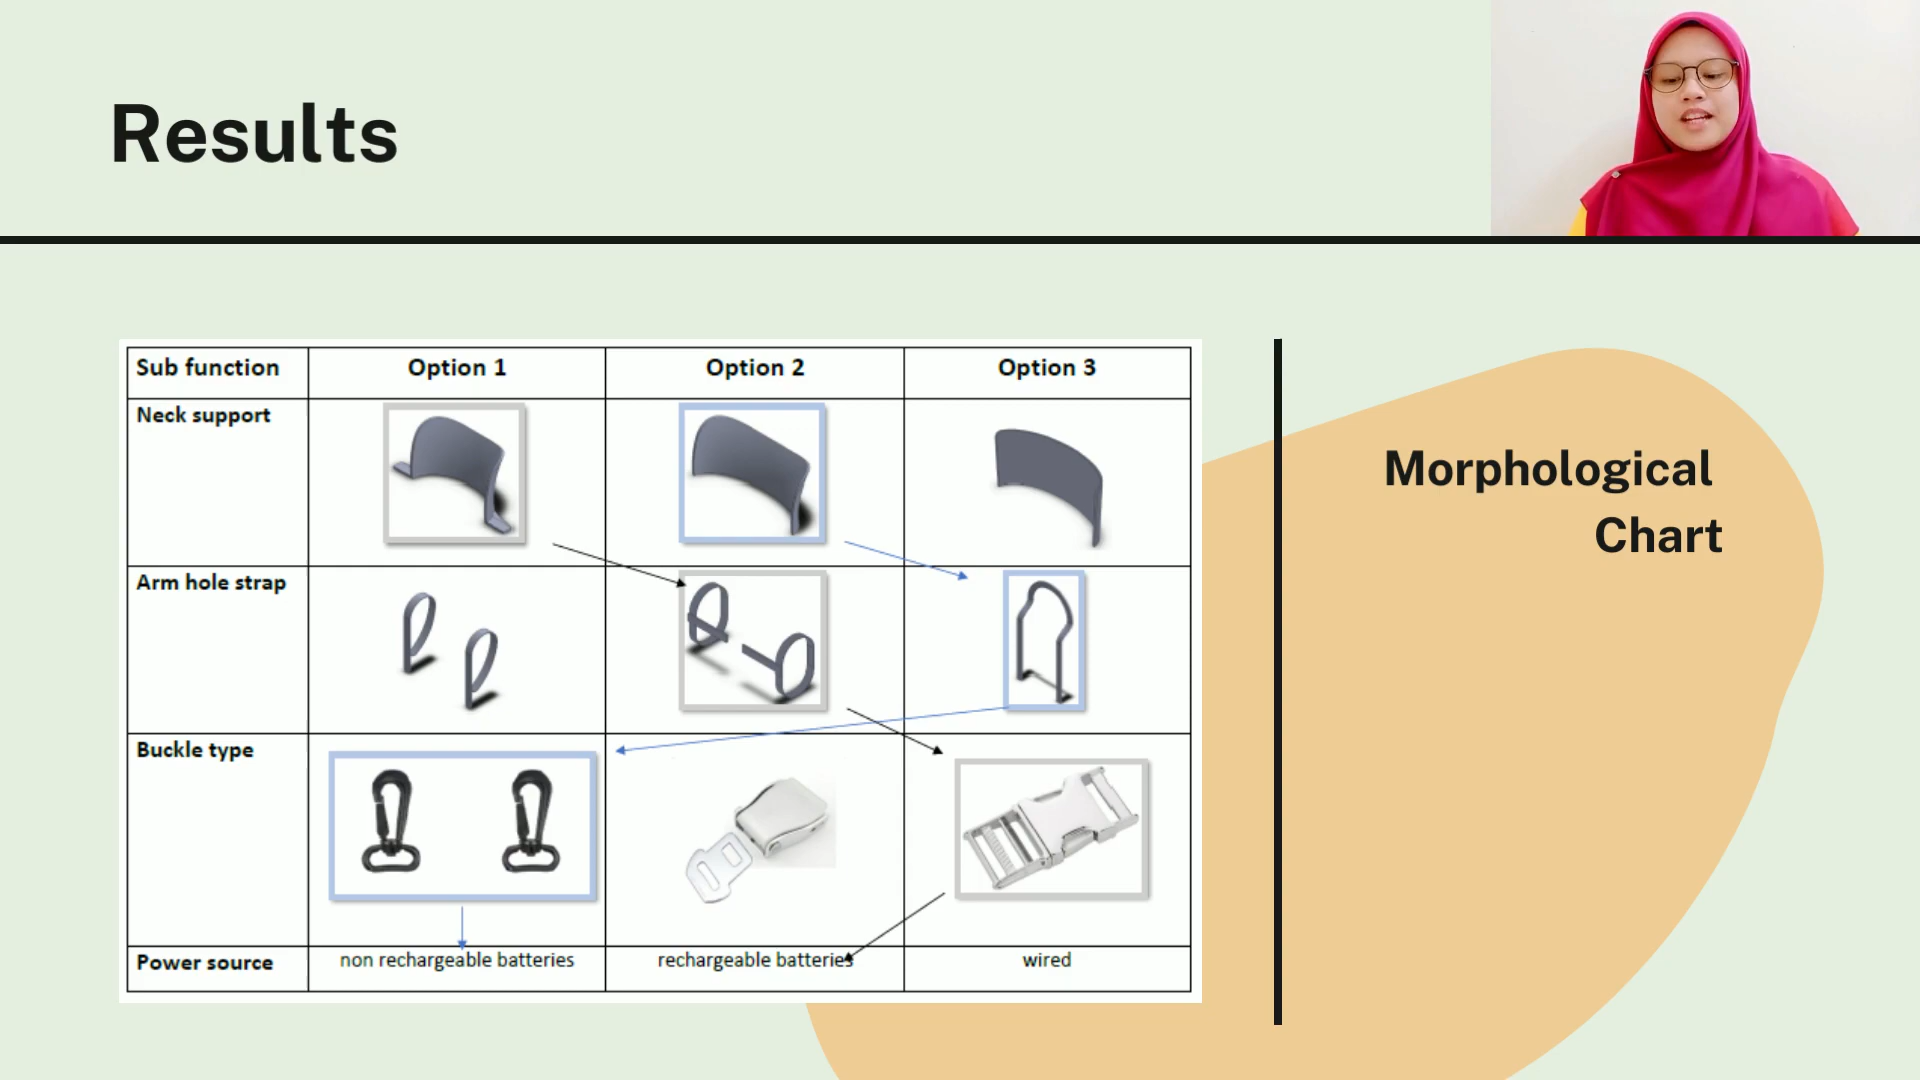 Results
Sub function Option 1 Option 2 Option 3
Neck support
Arm hole strap
Buckle type
Power source non rechargeable batteries rechargeable batteries wired
Morphological
Chart